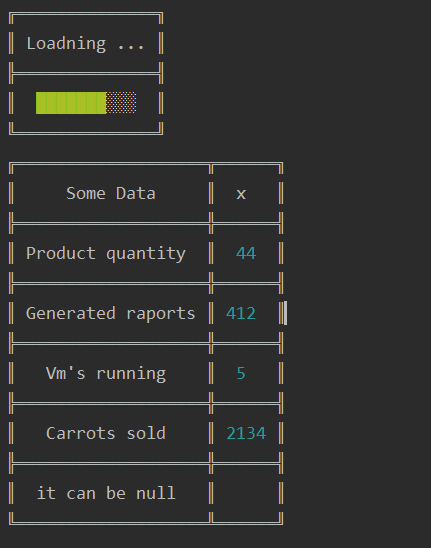 Loadning ...
Some Data x
Product quantity 44
Generated raports 412
Vm's running 5
Carrots sold 2134
it can be null